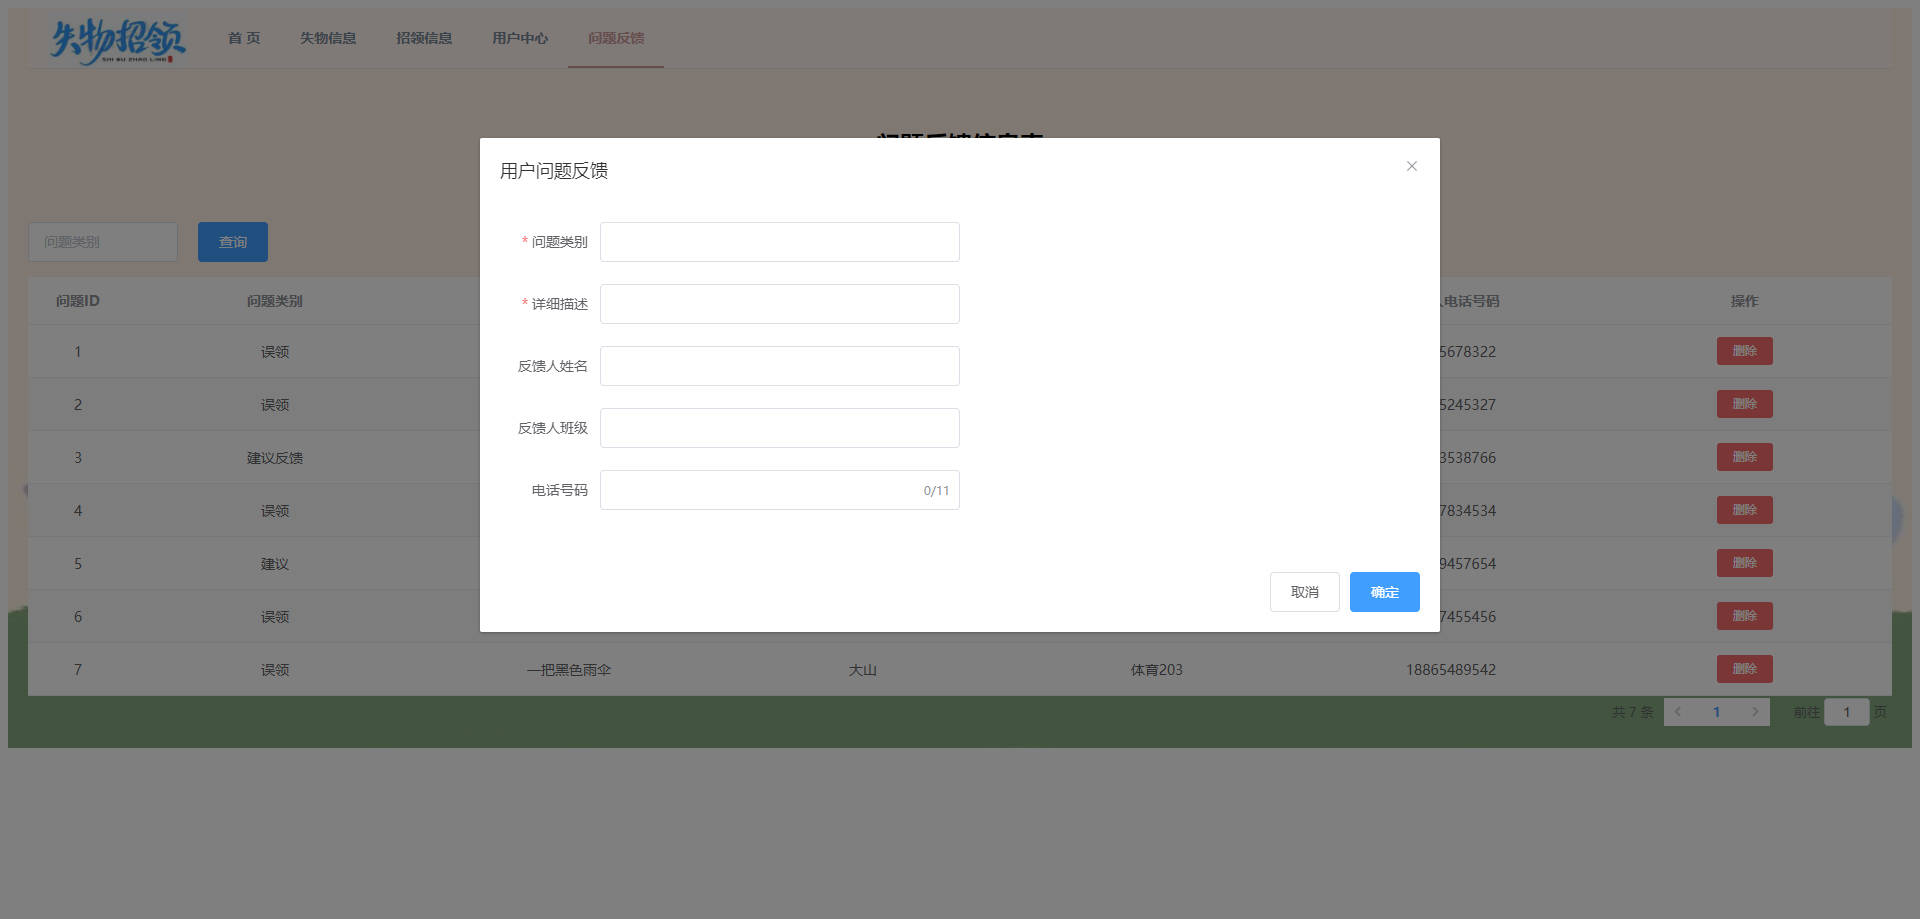 失物招领 首 页 失物信息 招领信息 用户中心 问题反馈
SHI WU ZHAO LING
问题反馈信息表
用户问题反馈
* 问题类别
* 详细描述
反馈人姓名
反馈人班级
电话号码 0/11
取消 确定
问题类别 查询
问题ID 问题类别 电话号码 操作
1 误领 5678322 删除
2 误领 5245327 删除
3 建议反馈 3538766 删除
4 误领 7834534 删除
5 建议 9457654 删除
6 误领 7455456 删除
7 误领 一把黑色雨伞 大山 体育203 18865489542 删除
共 7 条 1 前往 1 页